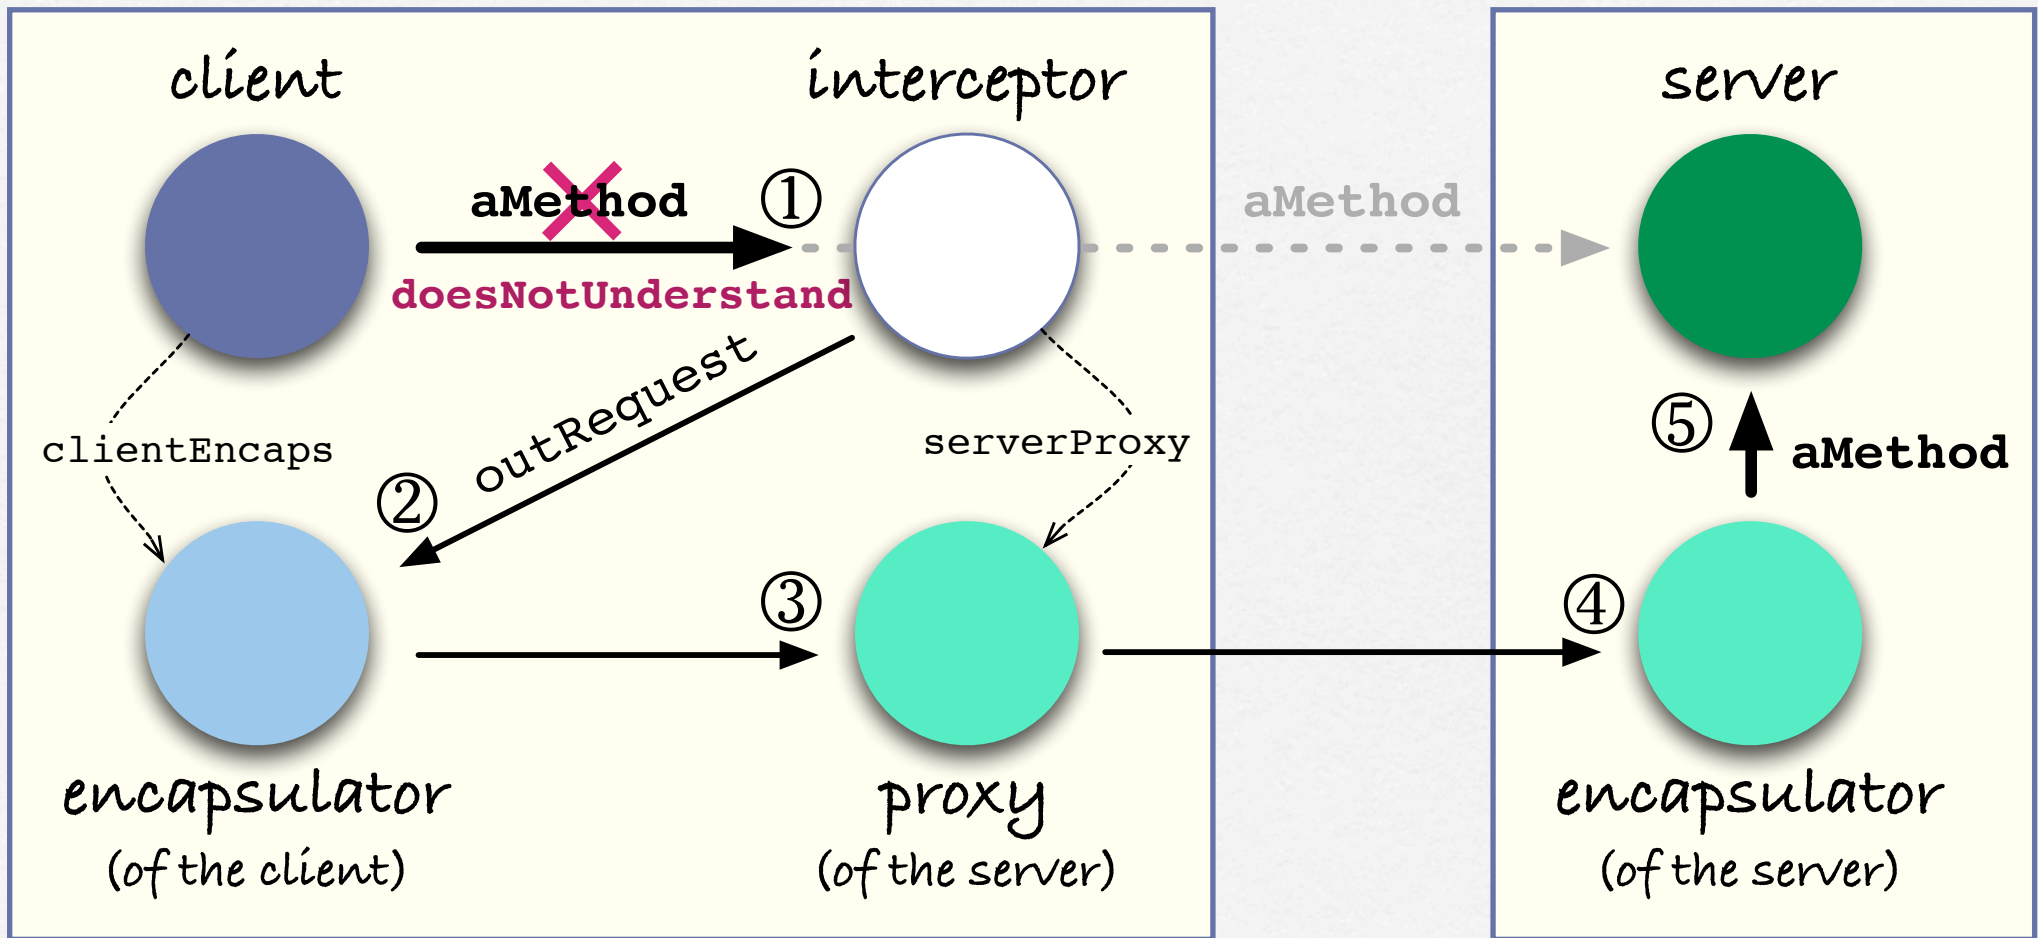 client
interceptor
server
aMethod
①
aMethod
doesNotUnderstand
outRequest
clientEncaps
②
serverProxy
⑤
aMethod
③
④
encapsulator
(of the client)
proxy
(of the server)
encapsulator
(of the server)